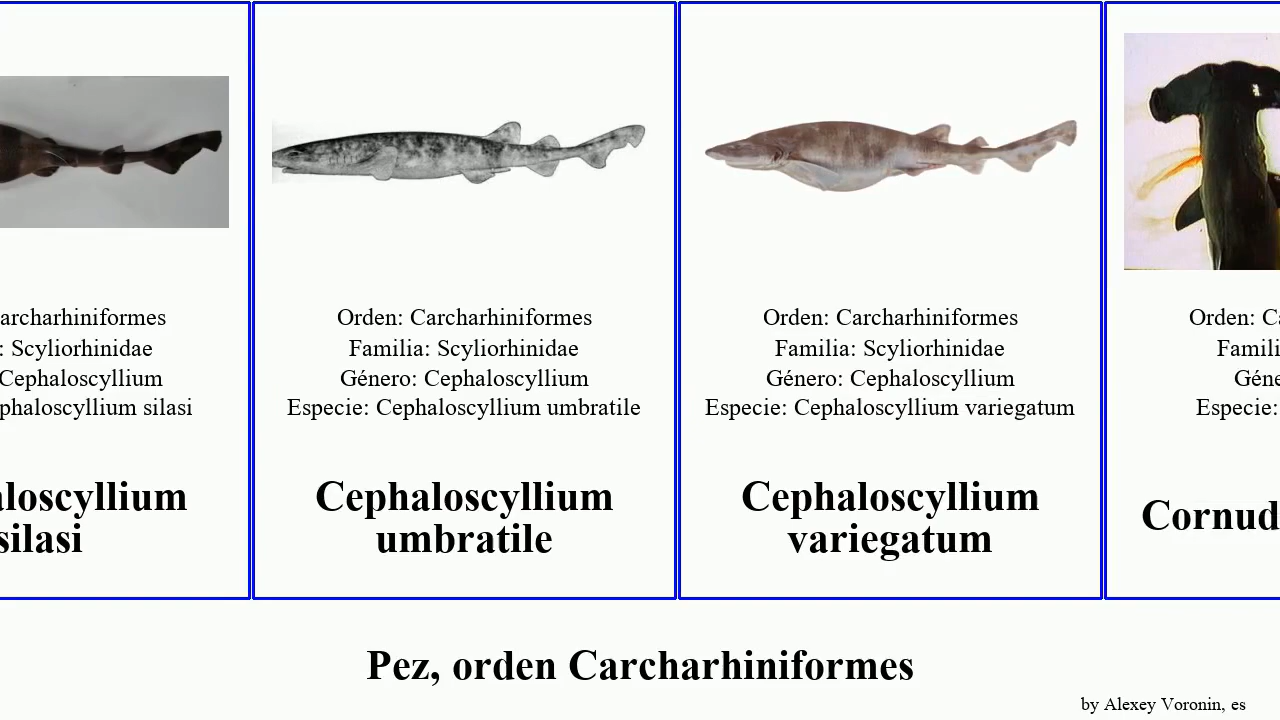 archarhiniformes
: Scyliorhinidae
Cephaloscyllium
phaloscyllium silasi
aloscyllium
silasi
Orden: Carcharhiniformes
Familia: Scyliorhinidae
Género: Cephaloscyllium
Especie: Cephaloscyllium umbratile
Cephaloscyllium
umbratile
Orden: Carcharhiniformes
Familia: Scyliorhinidae
Género: Cephaloscyllium
Especie: Cephaloscyllium variegatum
Cephaloscyllium
variegatum
Orden: Ca
Famili
Géne
Especie:
Cornud
Pez, orden Carcharhiniformes
by Alexey Voronin, es